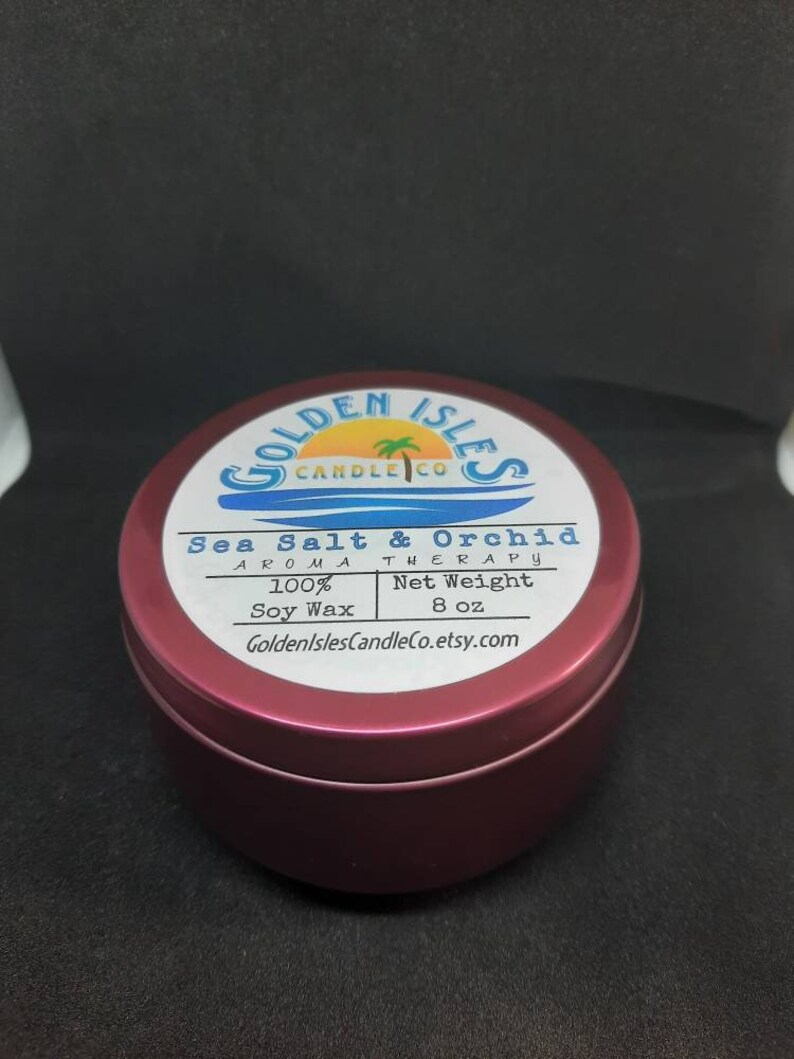 GOLDEN ISLES
CANDLE CO
Sea Salt & Orchid
AROMA THERAPY
100%
Soy Wax
Net Weight
8 oz
GoldenIslesCandleCo.etsy.com